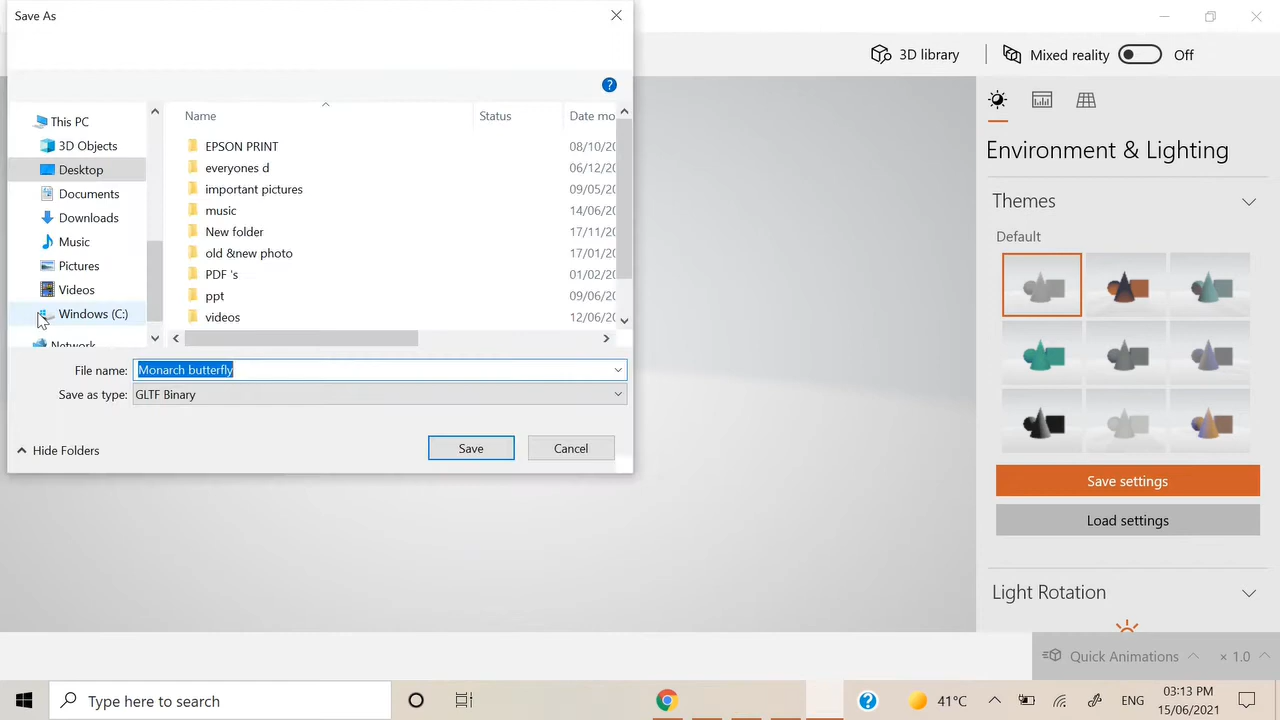 Save As
3D library
Mixed reality
Off
This PC
3D Objects
Desktop
Documents
Downloads
Music
Pictures
Videos
Windows (C:)
Network
Name
Status
Date mo
EPSON PRINT
08/10/20
everyones d
06/12/20
important pictures
09/05/20
music
14/06/20
New folder
17/11/20
old &new photo
17/01/20
PDF 's
01/02/20
ppt
09/06/20
videos
12/06/20
File name:
Monarch butterfly
Save as type:
GLTF Binary
Hide Folders
Save
Cancel
Environment & Lighting
Themes
Default
Save settings
Load settings
Light Rotation
Quick Animations
× 1.0
Type here to search
41°C
ENG
03:13 PM
15/06/2021